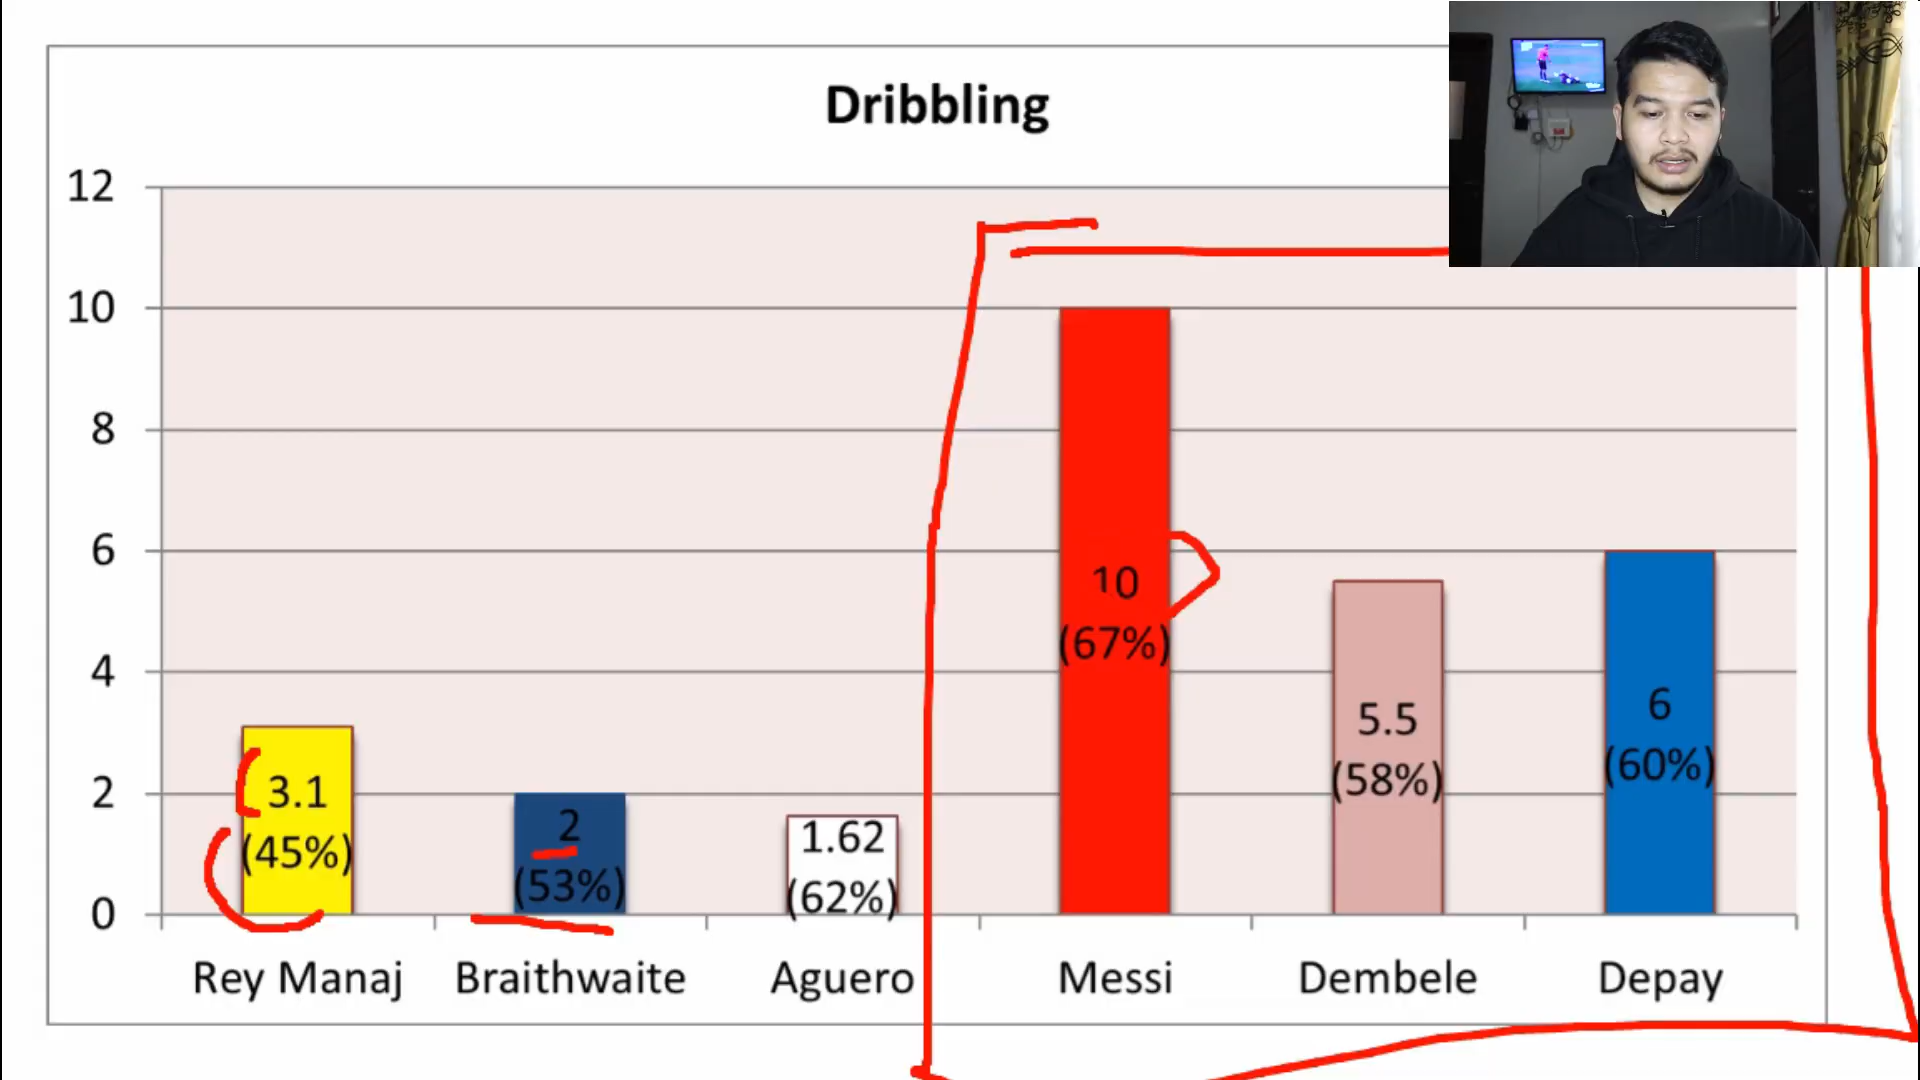 Dribbling
12
10
8
6
4
2
0
3.1
(45%)
2
(53%)
1.62
(62%)
10
(67%)
5.5
(58%)
6
(60%)
Rey Manaj
Braithwaite
Aguero
Messi
Dembele
Depay